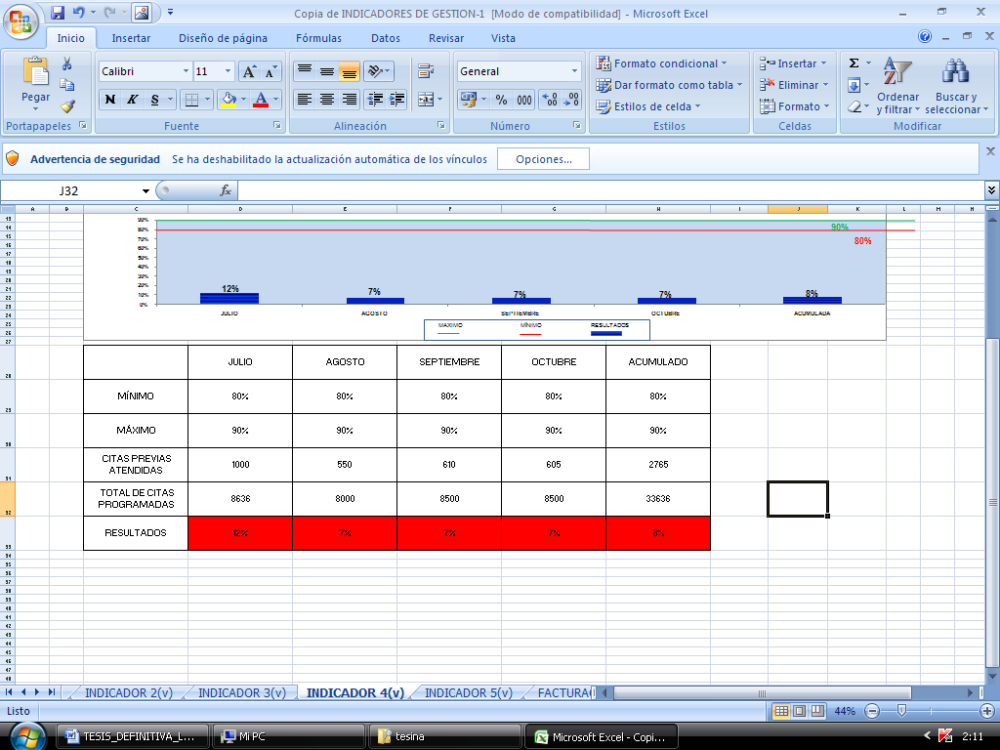 Copia de INDICADORES DE GESTION-1 [Modo de compatibilidad] - Microsoft Excel
Inicio Insertar Diseño de página Fórmulas Datos Revisar Vista
Pegar
Portapapeles
Calibri 11
N K S
Fuente
Alineación
General
% 000
Número
Formato condicional
Dar formato como tabla
Estilos de celda
Estilos
Insertar
Eliminar
Formato
Celdas
Σ
Ordenar y filtrar
Buscar y seleccionar
Modificar
Advertencia de seguridad Se ha deshabilitado la actualización automática de los vínculos Opciones...
J32 fx
A B C D E F G H I J K L M N
90%
80%
70%
60%
50%
40%
30%
20%
10%
0%
90%
80%
12% 7% 7% 7% 8%
JULIO AGOSTO SEPTIEMBRE OCTUBRE ACUMULADA
MAXIMO MÍNIMO RESULTADOS
JULIO AGOSTO SEPTIEMBRE OCTUBRE ACUMULADO
MÍNIMO 80% 80% 80% 80% 80%
MÁXIMO 90% 90% 90% 90% 90%
CITAS PREVIAS ATENDIDAS 1000 550 610 605 2765
TOTAL DE CITAS PROGRAMADAS 8636 8000 8500 8500 33636
RESULTADOS 12% 7% 7% 7% 8%
INDICADOR 2(v) INDICADOR 3(v) INDICADOR 4(v) INDICADOR 5(v) FACTURAC
Listo 44%
TESIS_DEFINITIVA_L... Mi PC tesina Microsoft Excel - Copi... 2:11